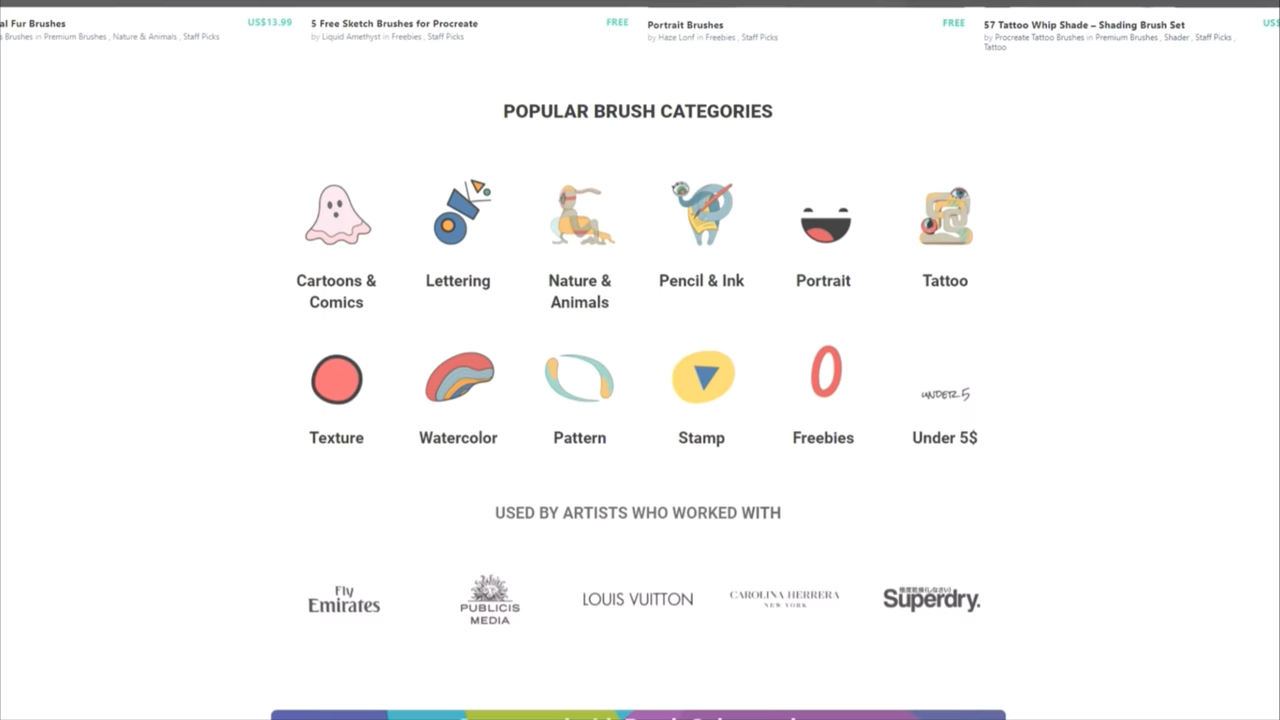 al Fur Brushes
US$13.99
s Brushes in Premium Brushes , Nature & Animals , Staff Picks
5 Free Sketch Brushes for Procreate
FREE
by Liquid Amethyst in Freebies , Staff Picks
Portrait Brushes
FREE
by Haze Lonf in Freebies , Staff Picks
57 Tattoo Whip Shade – Shading Brush Set
US$
by Procreate Tattoo Brushes in Premium Brushes , Shader , Staff Picks ,
Tattoo
POPULAR BRUSH CATEGORIES
Cartoons &
Comics
Lettering
Nature &
Animals
Pencil & Ink
Portrait
Tattoo
UNDER 5
Texture
Watercolor
Pattern
Stamp
Freebies
Under 5$
USED BY ARTISTS WHO WORKED WITH
Fly
Emirates
PUBLICIS
MEDIA
LOUIS VUITTON
CAROLINA HERRERA
NEW YORK
Superdry.